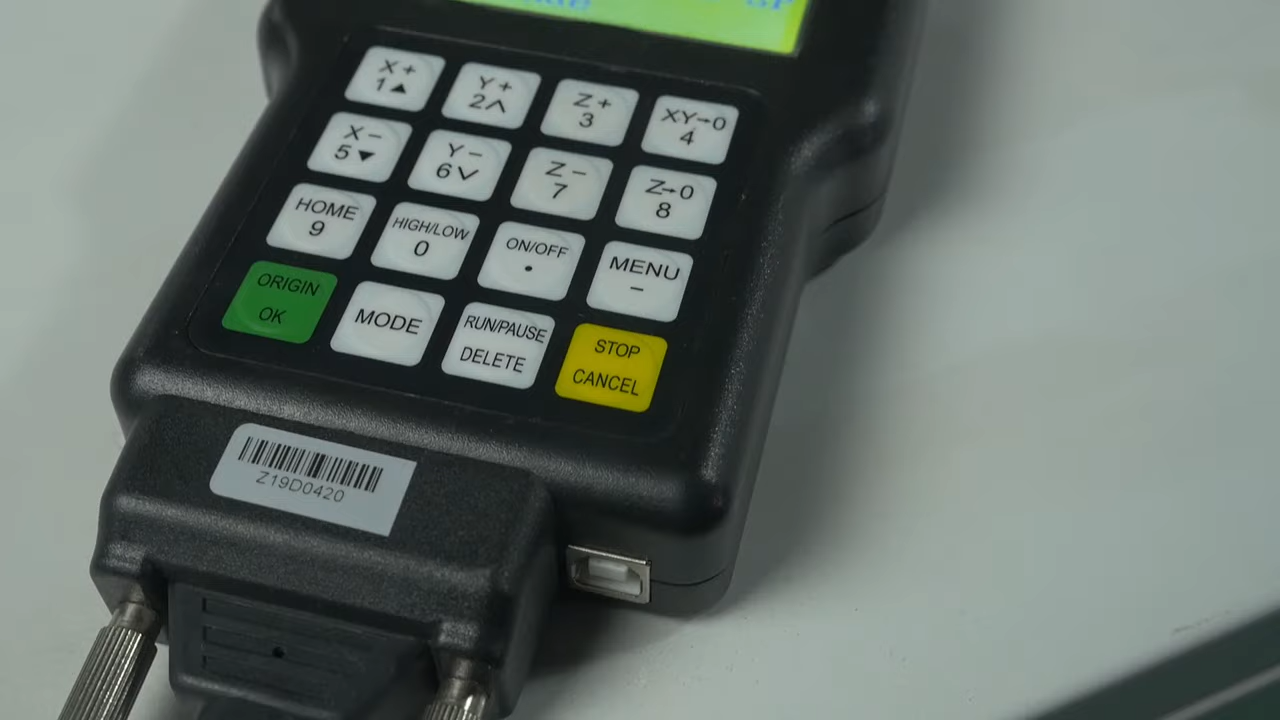 X+
1▲
Y+
2∧
Z+
3
XY→0
4
X−
5▼
Y−
6∨
Z−
7
Z→0
8
HOME
9
HIGH/LOW
0
ON/OFF
•
MENU
−
ORIGIN
OK
MODE
RUN/PAUSE
DELETE
STOP
CANCEL
Z19D0420